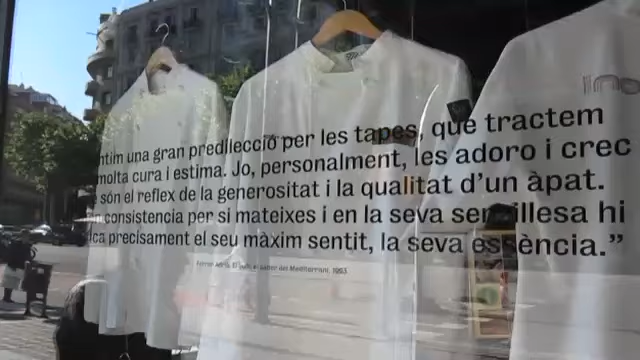 ntim una gran predilecció per les tapes, que tractem
molta cura i estima. Jo, personalment, les adoro i crec
són el reflex de la generositat i la qualitat d'un àpat.
consistencia per si mateixes i en la seva senzillesa hi
ca precisament el seu màxim sentit, la seva essència."